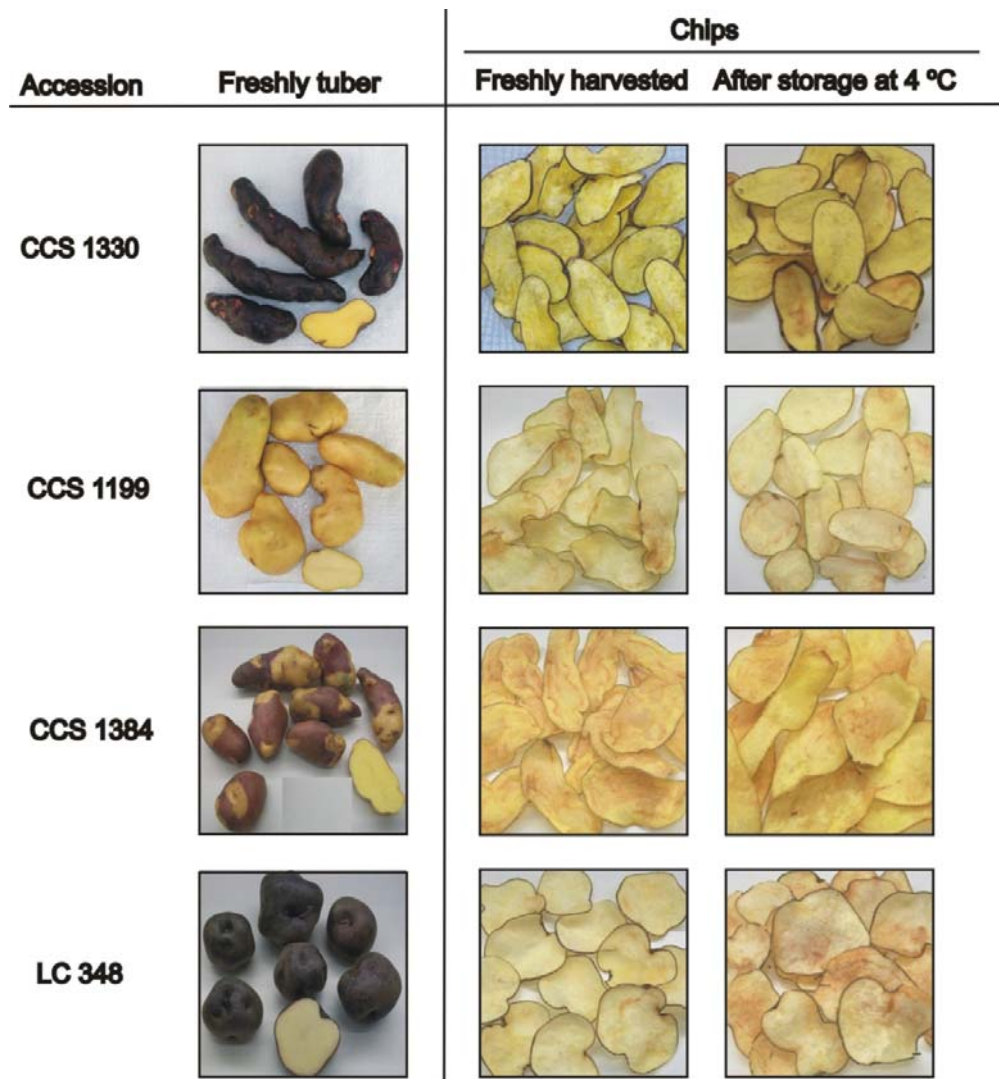 Chips
Accession Freshly tuber Freshly harvested After storage at 4 ºC
CCS 1330
CCS 1199
CCS 1384
LC 348